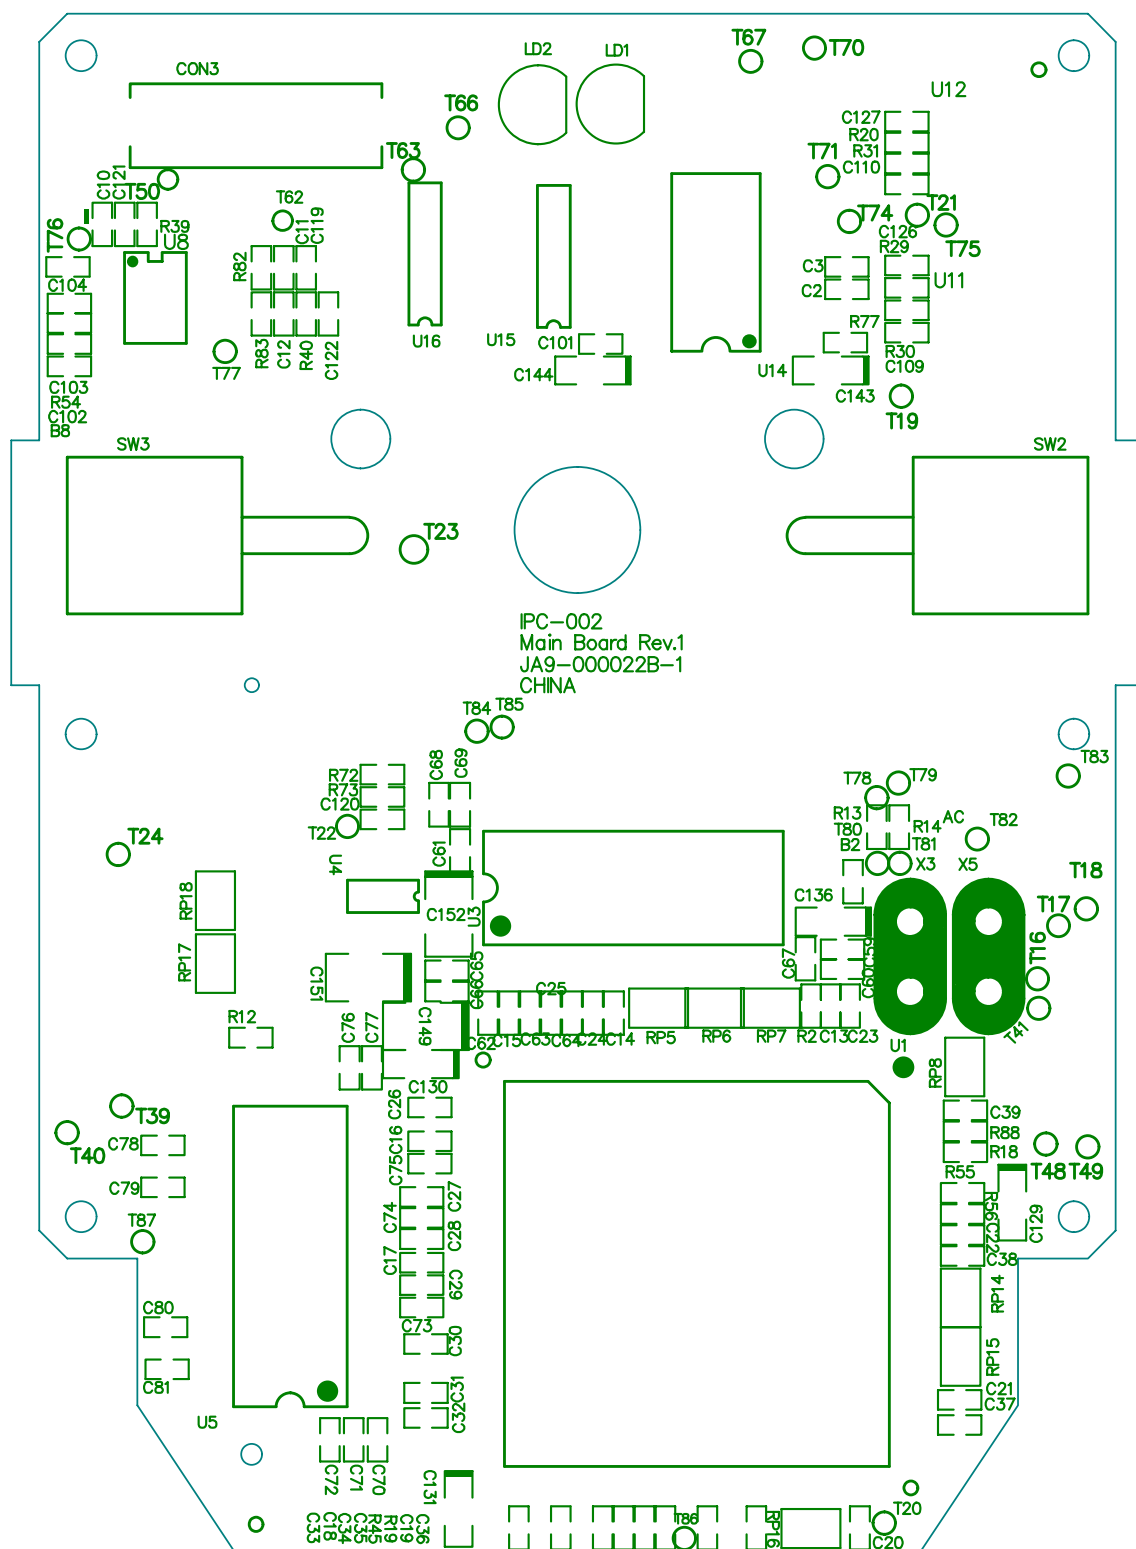 LD2
LD1
T67
T70
CON3
U12
T66
C127
R20
R31
C110
T63
T71
C10
C121
T50
T62
T21
T74
C126
R29
T75
T76
R39
U8
C11
C119
R82
C3
C2
U11
C104
R77
U16
U15
C101
R83
C12
R40
C122
R30
C109
T77
C144
U14
C143
C103
R54
C102
B8
T19
SW3
SW2
T23
IPC-002
Main Board Rev.1
JA9-000022B-1
CHINA
T84
T85
C68
C69
T83
R72
R73
C120
T78
T79
T22
R13
T80
B2
R14
T81
AC
T82
T24
U4
C61
X3
X5
T18
RP18
C152
U3
C136
T17
RP17
T16
C65
C66
C67
C59
C60
C151
C25
R12
C76
C77
C149
C62
C15
C63
C64
C24
C14
RP5
RP6
RP7
R2
C13
C23
T41
U1
RP8
C130
C26
C39
T39
C78
C16
R88
R18
T40
C75
R55
T48
T49
C79
C27
C74
R56
T87
C28
C22
C129
C17
C38
C29
RP14
C80
C73
C30
RP15
C81
C31
C21
C37
U5
C32
C72
C71
C70
C131
T20
C33
C18
C34
C35
R45
R19
C19
C36
T86
RP16
C20